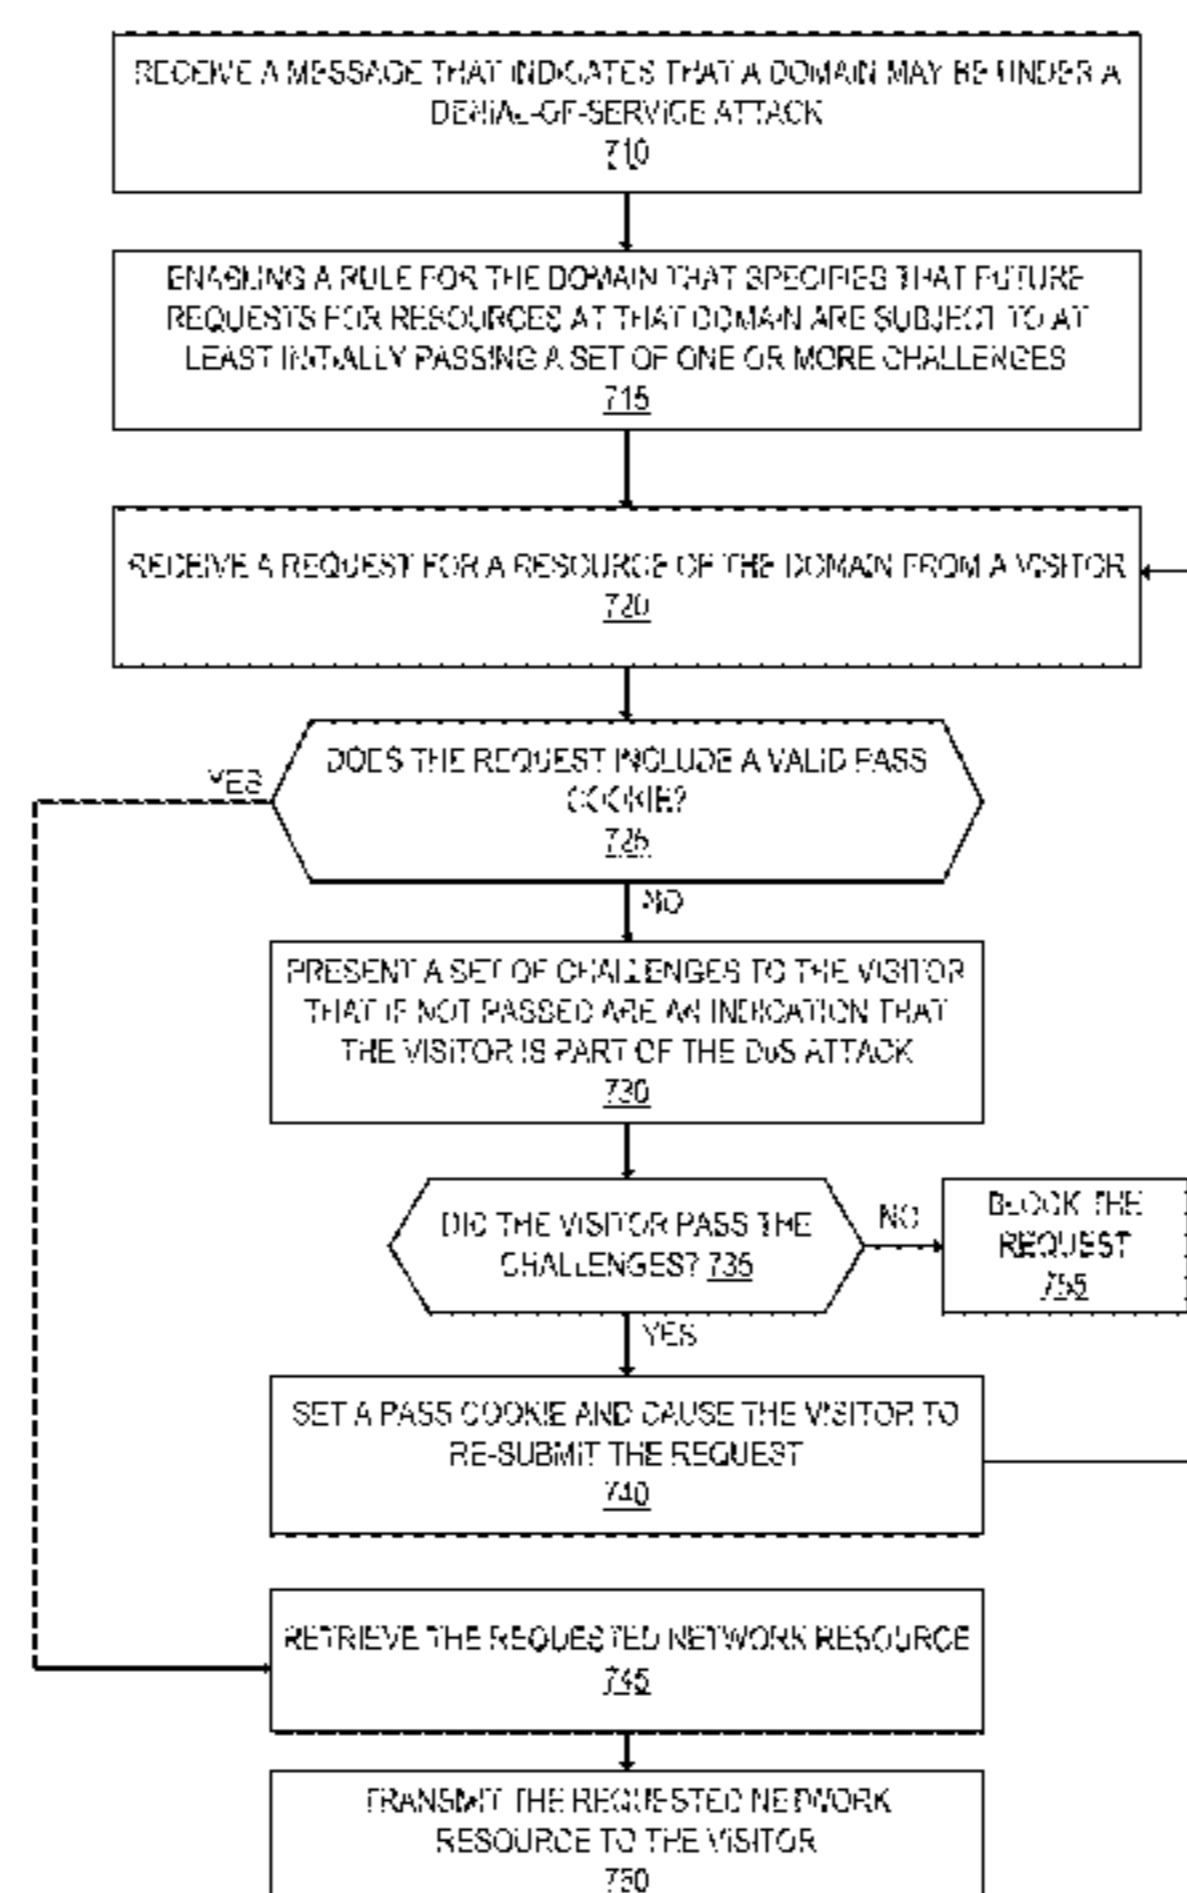 RECEIVE A MESSAGE THAT INDICATES THAT A DOMAIN MAY BE UNDER A
DENIAL-OF-SERVICE ATTACK
710
ENABLING A RULE FOR THE DOMAIN THAT SPECIFIES THAT FUTURE
REQUESTS FOR RESOURCES AT THAT DOMAIN ARE SUBJECT TO AT
LEAST INITIALLY PASSING A SET OF ONE OR MORE CHALLENGES
715
RECEIVE A REQUEST FOR A RESOURCE OF THE DOMAIN FROM A VISITOR
720
DOES THE REQUEST INCLUDE A VALID PASS
COOKIE?
725
YES
NO
PRESENT A SET OF CHALLENGES TO THE VISITOR
THAT IF NOT PASSED ARE AN INDICATION THAT
THE VISITOR IS PART OF THE DoS ATTACK
730
DID THE VISITOR PASS THE
CHALLENGES? 735
NO
BLOCK THE
REQUEST
755
YES
SET A PASS COOKIE AND CAUSE THE VISITOR TO
RE-SUBMIT THE REQUEST
740
RETRIEVE THE REQUESTED NETWORK RESOURCE
745
TRANSMIT THE REQUESTED NETWORK
RESOURCE TO THE VISITOR
750